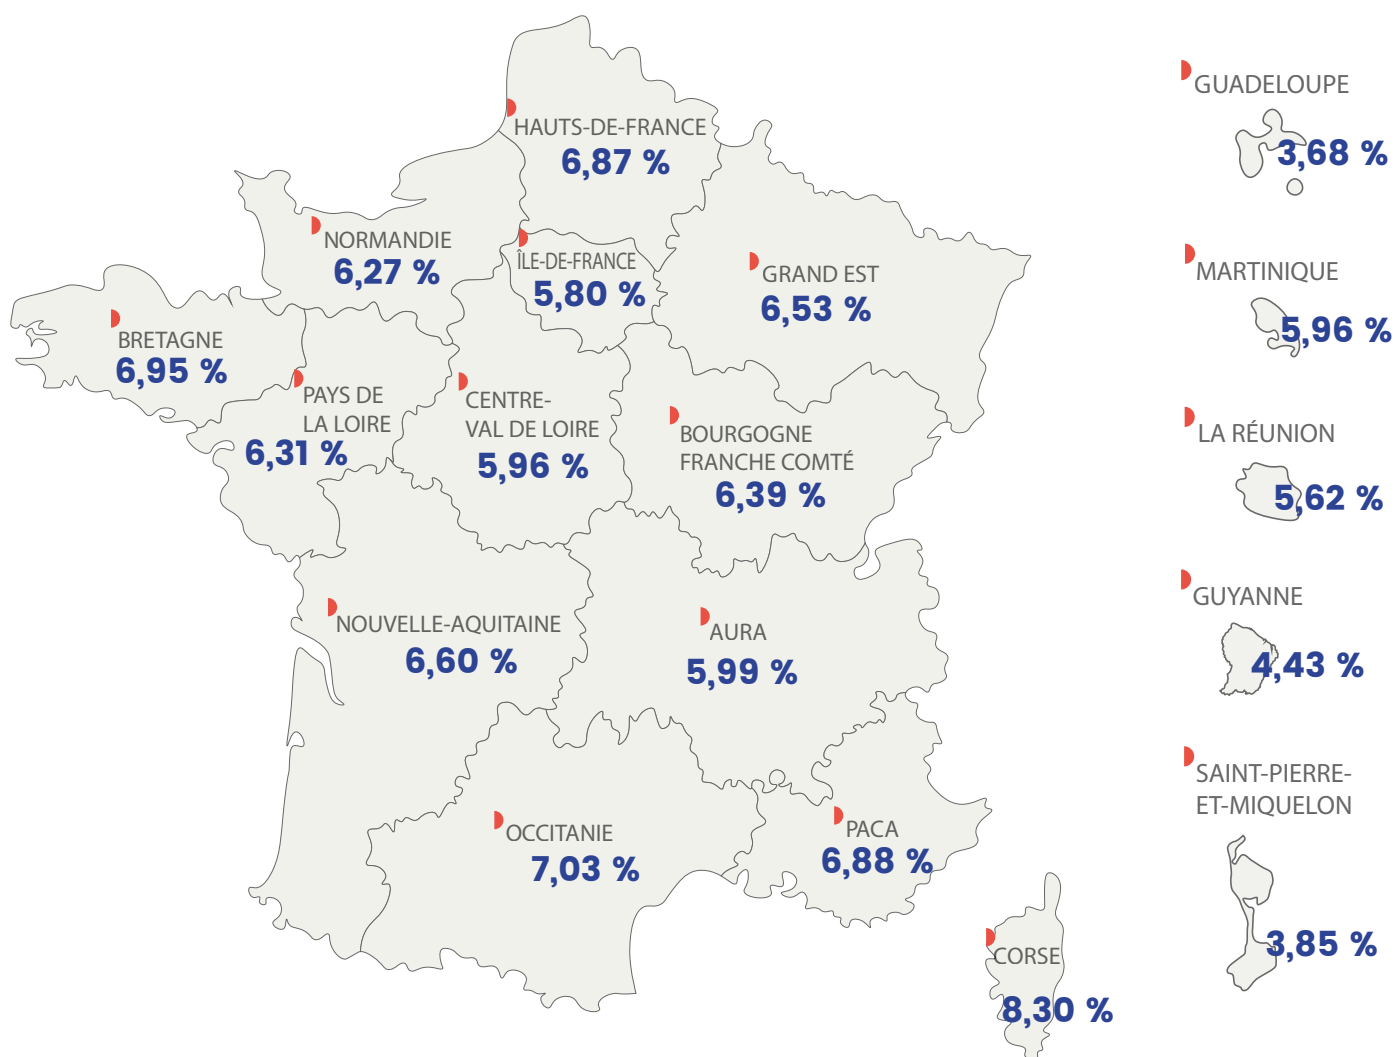 HAUTS-DE-FRANCE
6,87 %
NORMANDIE
6,27 %
ÎLE-DE-FRANCE
5,80 %
GRAND EST
6,53 %
BRETAGNE
6,95 %
PAYS DE
LA LOIRE
6,31 %
CENTRE-
VAL DE LOIRE
5,96 %
BOURGOGNE
FRANCHE COMTÉ
6,39 %
NOUVELLE-AQUITAINE
6,60 %
AURA
5,99 %
OCCITANIE
7,03 %
PACA
6,88 %
CORSE
8,30 %
GUADELOUPE
3,68 %
MARTINIQUE
5,96 %
LA RÉUNION
5,62 %
GUYANNE
4,43 %
SAINT-PIERRE-
ET-MIQUELON
3,85 %